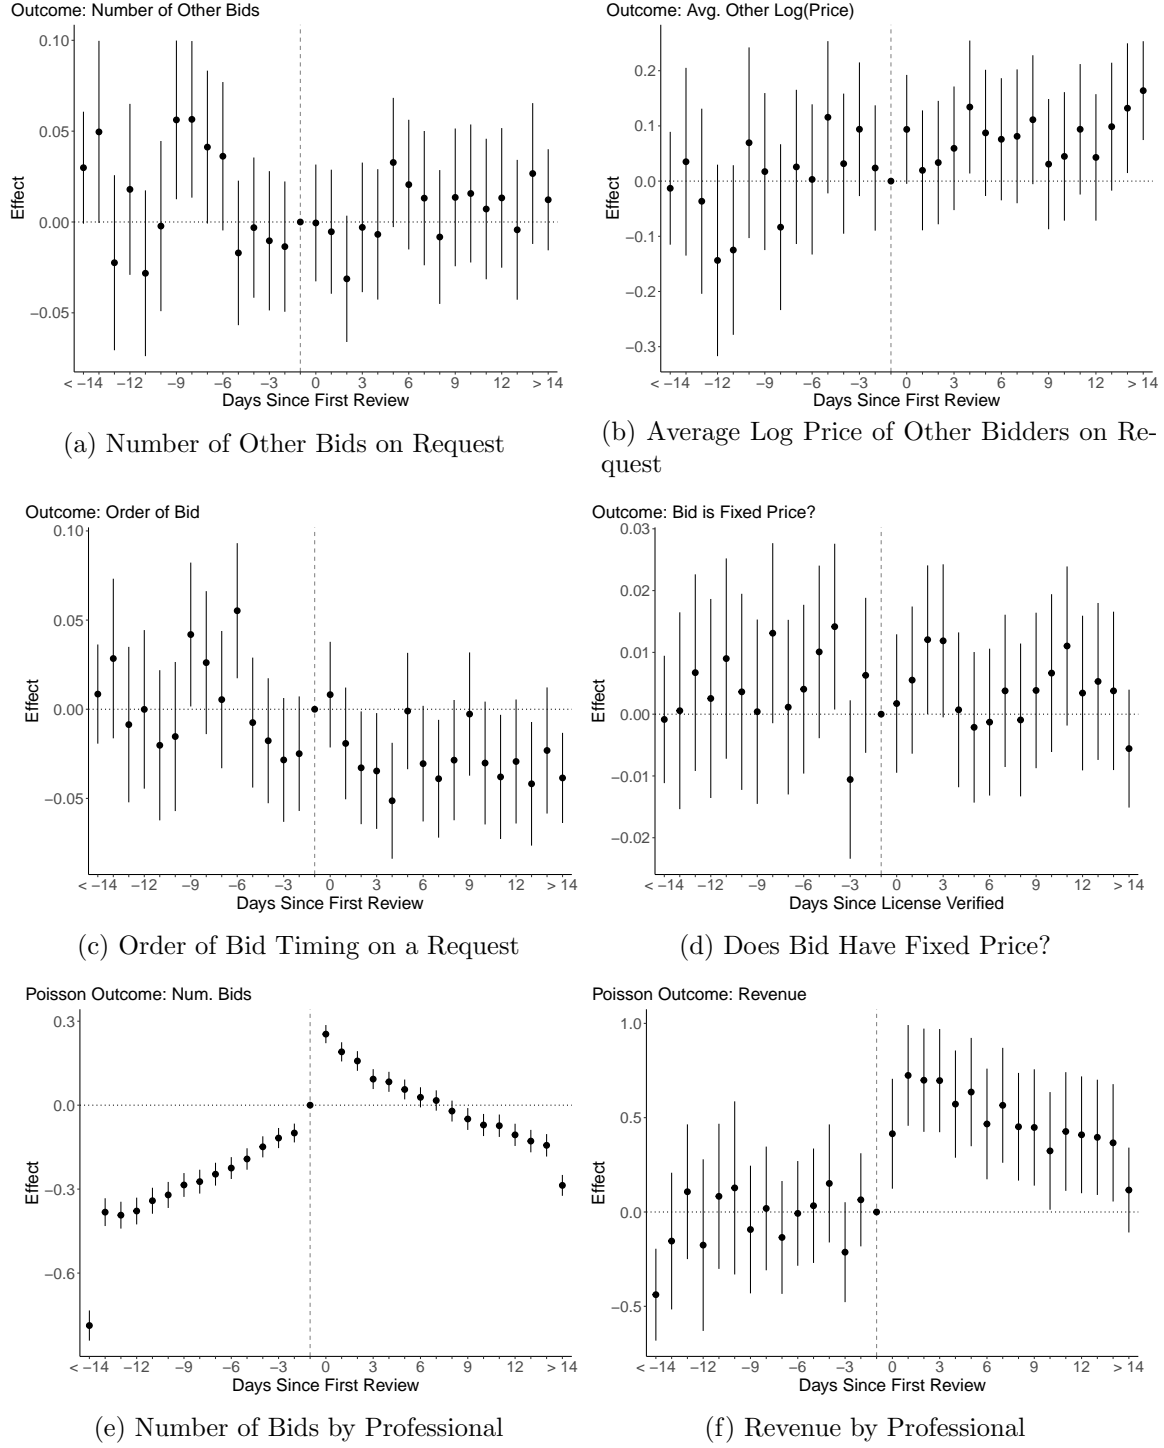 Outcome: Number of Other Bids
0.10
0.05
0.00
−0.05
Effect
< −14 −12 −9 −6 −3 0 3 6 9 12 > 14
Days Since First Review
(a) Number of Other Bids on Request
Outcome: Avg. Other Log(Price)
0.2
0.1
0.0
−0.1
−0.2
−0.3
Effect
< −14 −12 −9 −6 −3 0 3 6 9 12 > 14
Days Since First Review
(b) Average Log Price of Other Bidders on Re-
quest
Outcome: Order of Bid
0.10
0.05
0.00
−0.05
Effect
< −14 −12 −9 −6 −3 0 3 6 9 12 > 14
Days Since First Review
(c) Order of Bid Timing on a Request
Outcome: Bid is Fixed Price?
0.03
0.02
0.01
0.00
−0.01
−0.02
Effect
< −14 −12 −9 −6 −3 0 3 6 9 12 > 14
Days Since License Verified
(d) Does Bid Have Fixed Price?
Poisson Outcome: Num. Bids
0.3
0.0
−0.3
−0.6
Effect
< −14 −12 −9 −6 −3 0 3 6 9 12 > 14
Days Since First Review
(e) Number of Bids by Professional
Poisson Outcome: Revenue
1.0
0.5
0.0
−0.5
Effect
< −14 −12 −9 −6 −3 0 3 6 9 12 > 14
Days Since First Review
(f) Revenue by Professional